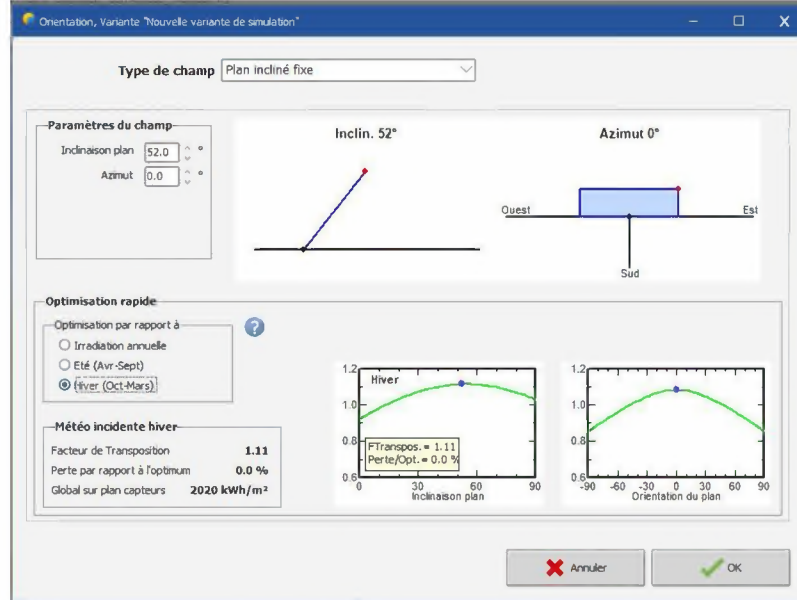 Orientation, Variante "Nouvelle variante de simulation"
Type de champ Plan incliné fixe
Paramètres du champ
Inclinaison plan 52.0 °
Azimut 0.0 °
Inclin. 52°
Azimut 0°
Ouest Est
Sud
Optimisation rapide
Optimisation par rapport à
Irradiation annuelle
Eté (Avr-Sept)
Hiver (Oct-Mars)
Météo incidente hiver
Facteur de Transposition 1.11
Perte par rapport à l'optimum 0.0 %
Global sur plan capteurs 2020 kWh/m²
Hiver
1.2
1.0
0.8
0.6
FTranspos. = 1.11
Perte/Opt. = 0.0 %
0 30 60 90
Inclinaison plan
1.2
1.0
0.8
0.6
-90 -60 -30 0 30 60 90
Orientation du plan
Annuler
OK